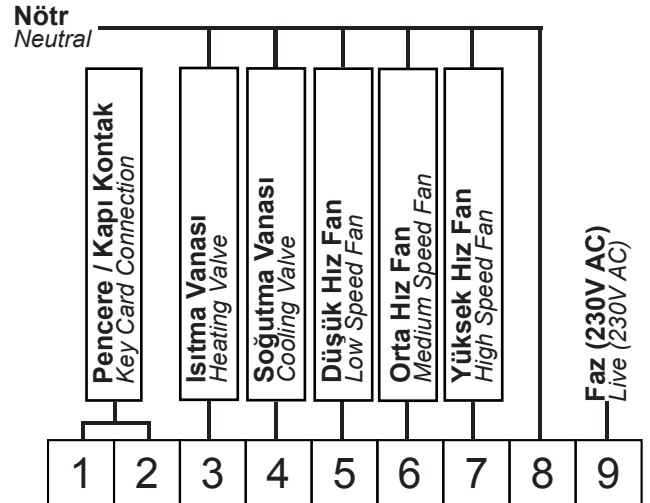 Nötr
Neutral
Pencere / Kapı Kontak
Key Card Connection
Isıtma Vanası
Heating Valve
Soğutma Vanası
Cooling Valve
Düşük Hız Fan
Low Speed Fan
Orta Hız Fan
Medium Speed Fan
Yüksek Hız Fan
High Speed Fan
Faz (230V AC)
Live (230V AC)
1 2 3 4 5 6 7 8 9